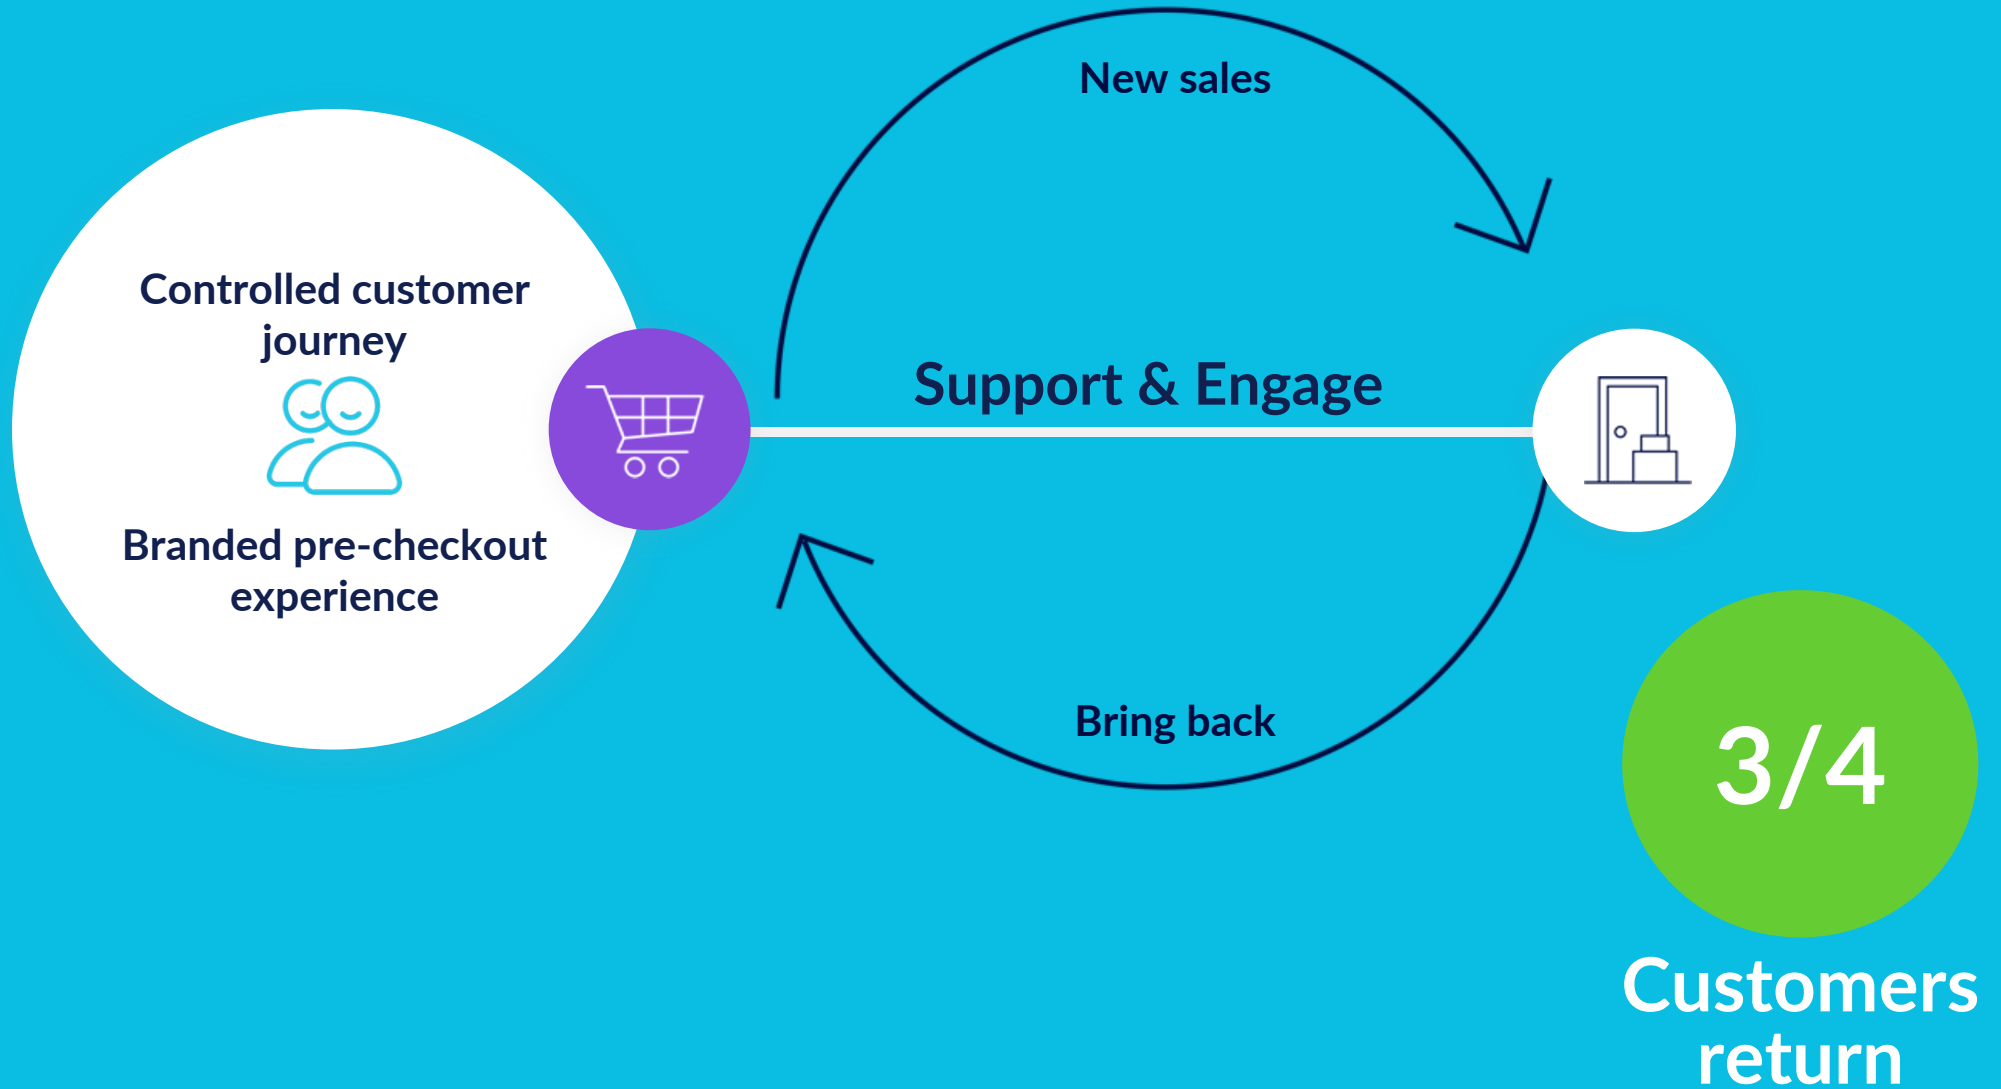 New sales
Controlled customer
journey
Support & Engage
Branded pre-checkout
experience
Bring back
3/4
Customers
return